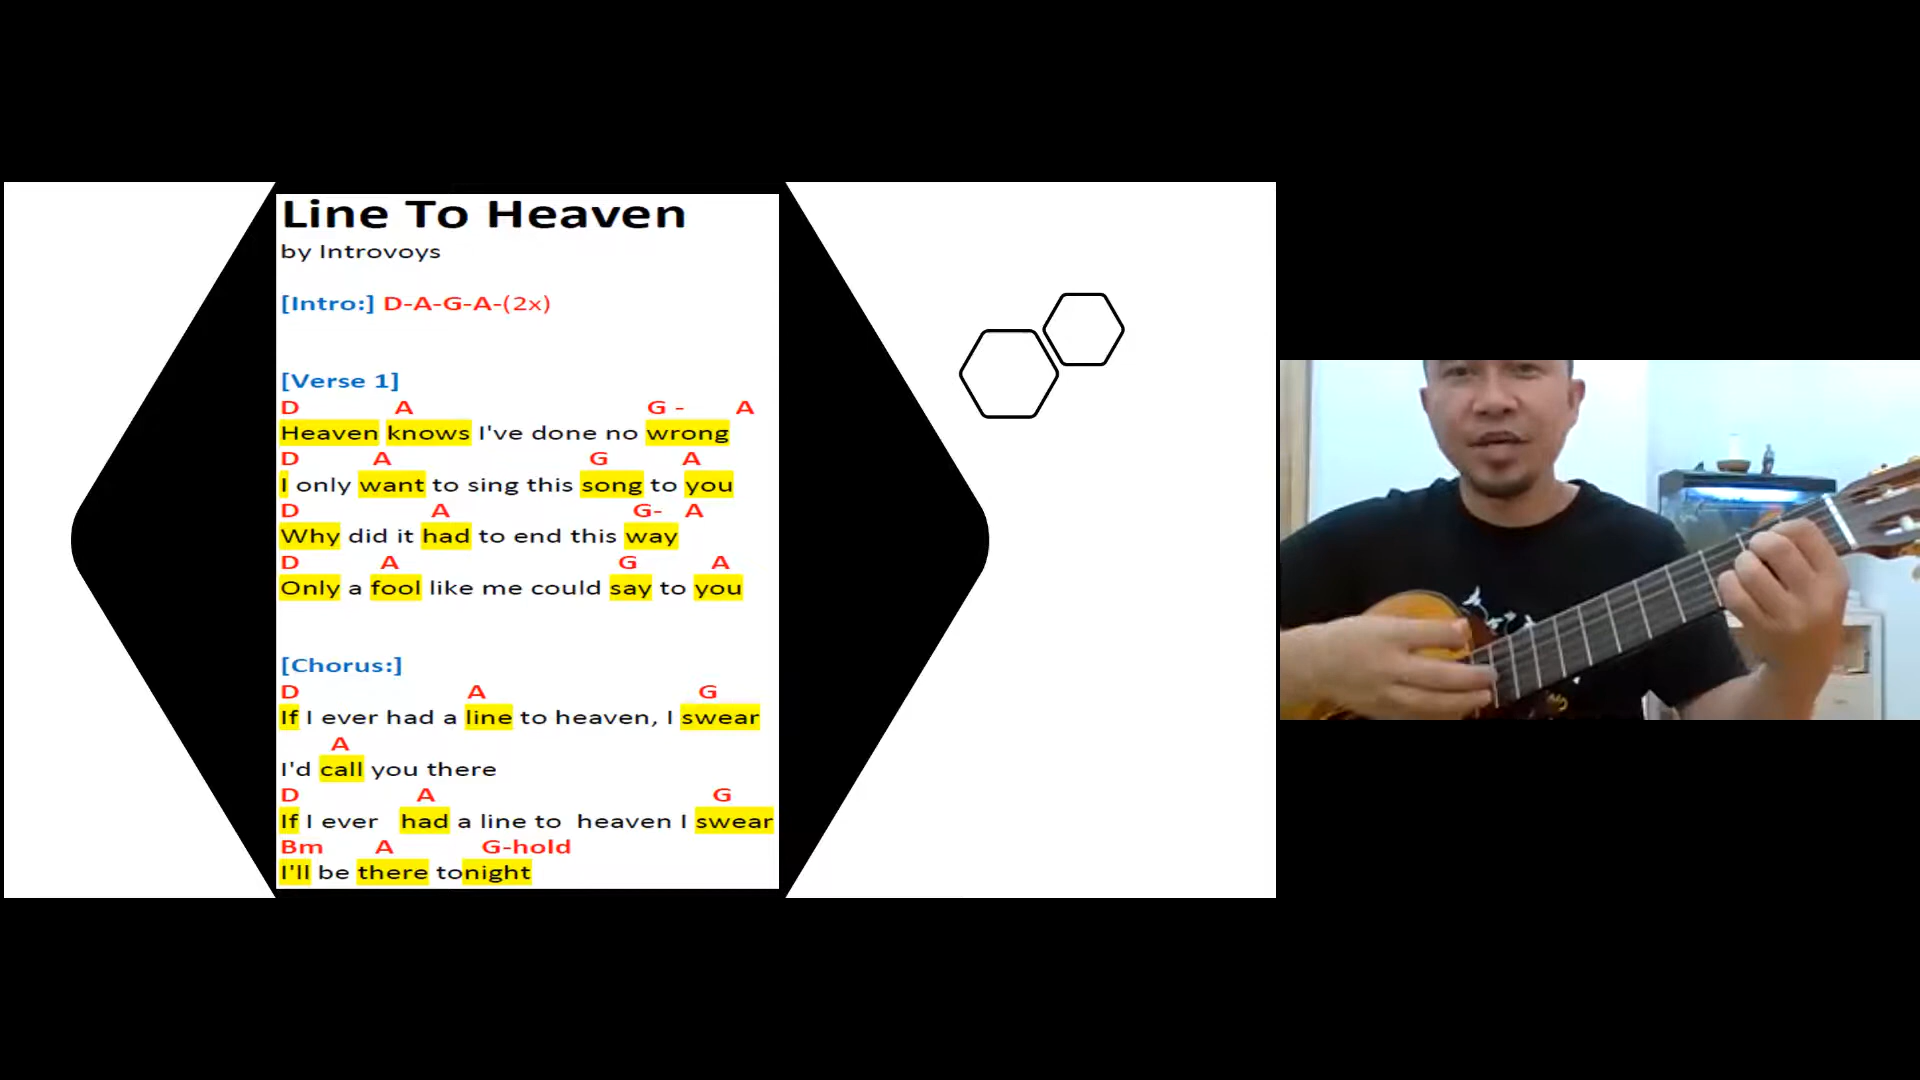 Line To Heaven
by Introvoys
[Intro:] D-A-G-A-(2x)
[Verse 1]
D A G - A
Heaven knows I've done no wrong
D A G A
I only want to sing this song to you
D A G- A
Why did it had to end this way
D A G A
Only a fool like me could say to you
[Chorus:]
D A G
If I ever had a line to heaven, I swear
A
I'd call you there
D A G
If I ever had a line to heaven I swear
Bm A G-hold
I'll be there tonight